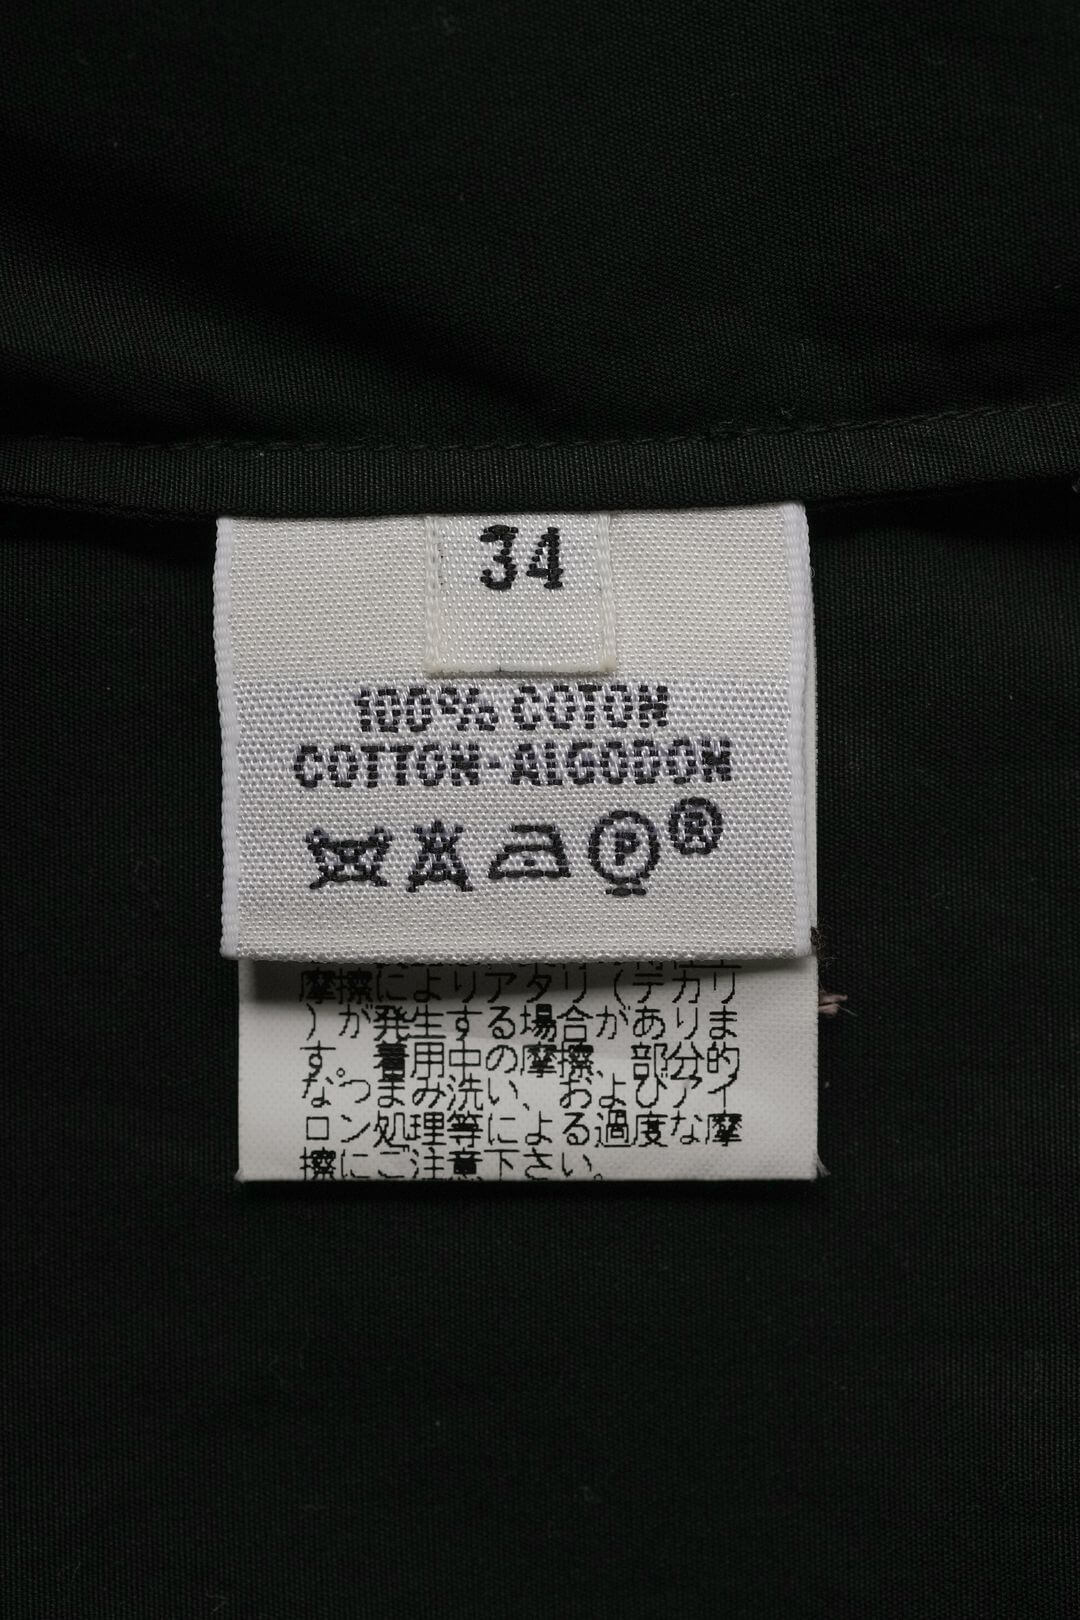 34
100% COTON
COTTON-ALGODON
P
®
摩擦によりアタリ(テカリ
)が発生する場合がありま
す。着用中の摩擦、部分的
なつまみ洗い、およびアイ
ロン処理等による過度な摩
擦にご注意下さい。